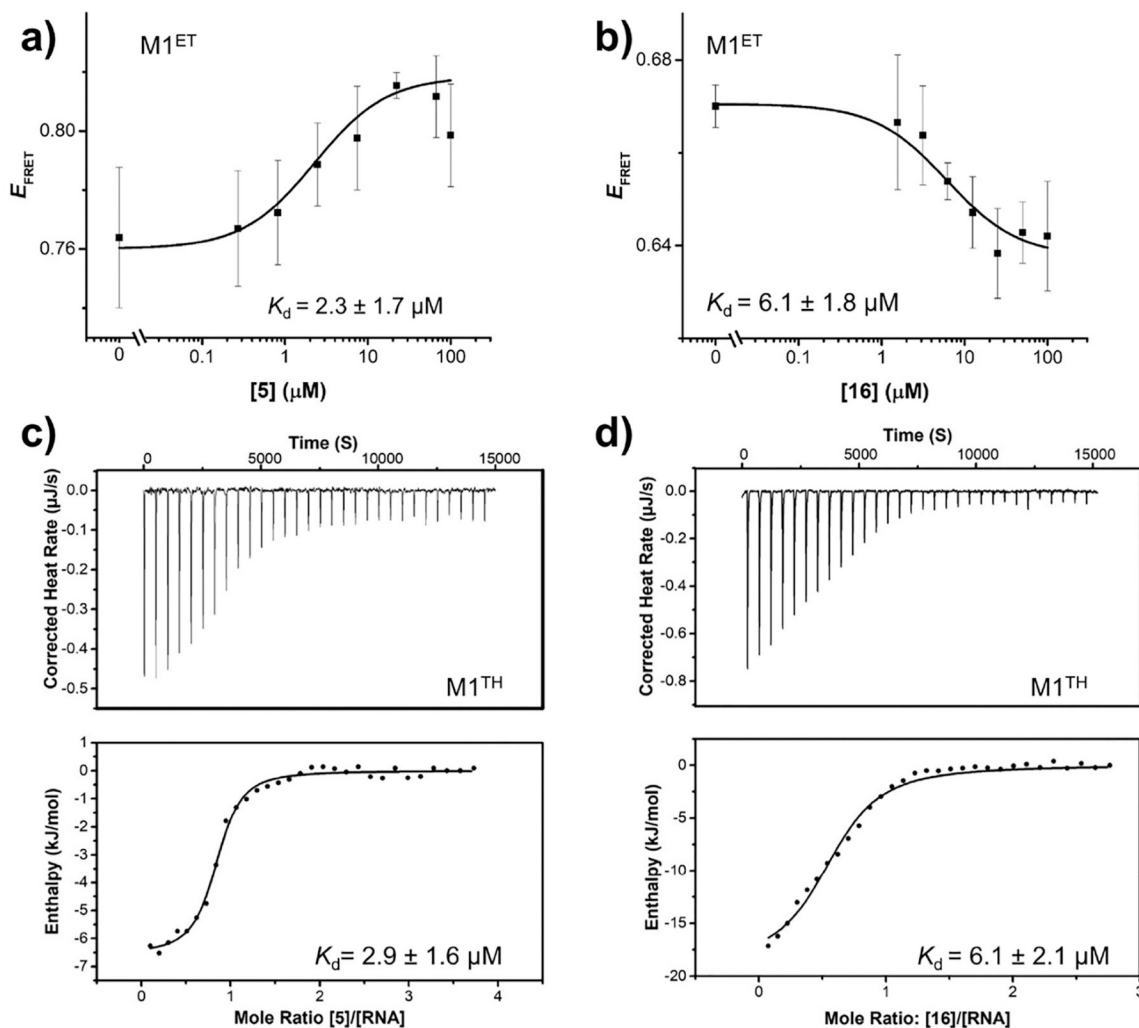 a)
M1ET
0.80
0.76
EFRET
Kd = 2.3 ± 1.7 µM
0 0.1 1 10 100
[5] (µM)
b)
M1ET
0.68
0.64
EFRET
Kd = 6.1 ± 1.8 µM
0 0.1 1 10 100
[16] (µM)
c)
Time (S)
0 5000 10000 15000
Corrected Heat Rate (µJ/s)
0.0
-0.1
-0.2
-0.3
-0.4
-0.5
M1TH
Enthalpy (kJ/mol)
1
0
-1
-2
-3
-4
-5
-6
-7
Kd = 2.9 ± 1.6 µM
0 1 2 3 4
Mole Ratio [5]/[RNA]
d)
Time (S)
0 5000 10000 15000
Corrected Heat Rate (µJ/s)
0.0
-0.2
-0.4
-0.6
-0.8
M1TH
Enthalpy (kJ/mol)
0
-5
-10
-15
-20
Kd = 6.1 ± 2.1 µM
0 1 2 3
Mole Ratio: [16]/[RNA]